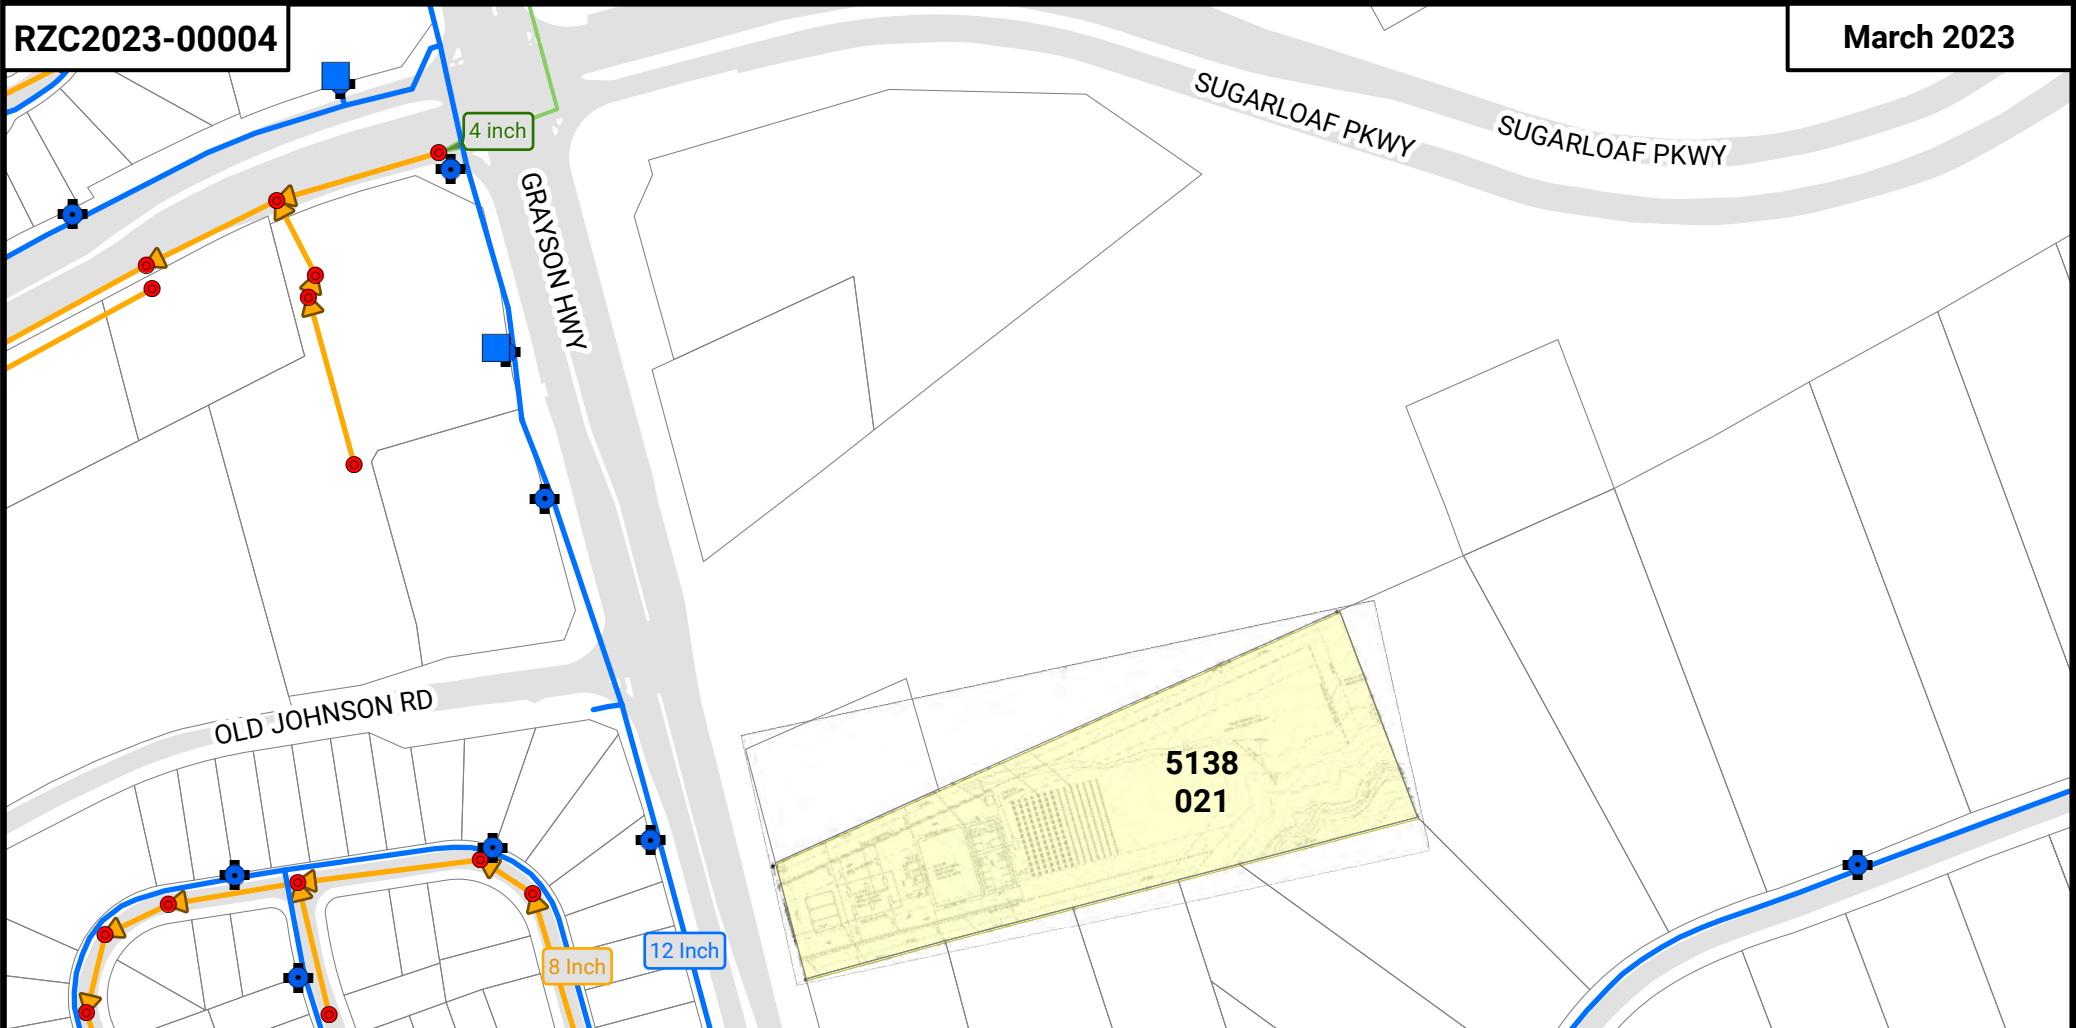 RZC2023-00004
March 2023
4 inch
SUGARLOAF PKWY
SUGARLOAF PKWY
GRAYSON HWY
OLD JOHNSON RD
5138
021
12 Inch
8 Inch